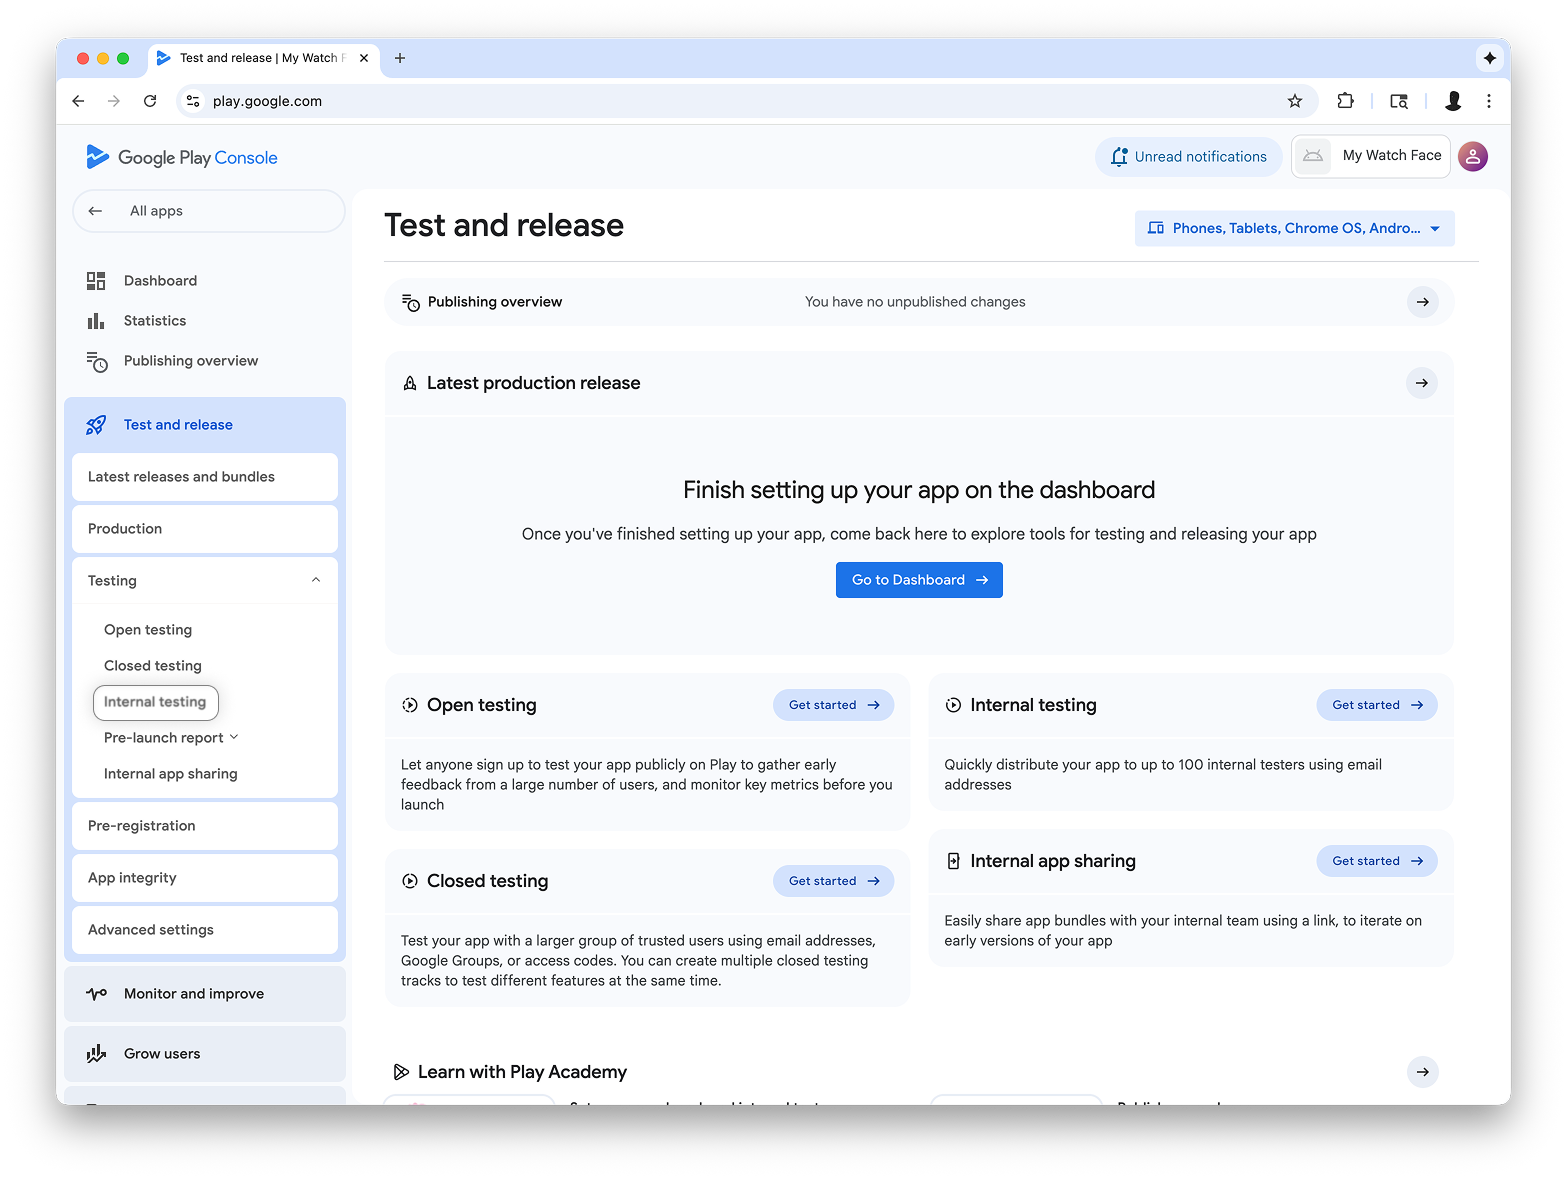 Test and release | My Watch F
play.google.com
Google Play Console
Unread notifications
My Watch Face
All apps
Dashboard
Statistics
Publishing overview
Test and release
Latest releases and bundles
Production
Testing
Open testing
Closed testing
Internal testing
Pre-launch report
Internal app sharing
Pre-registration
App integrity
Advanced settings
Monitor and improve
Grow users
Test and release
Phones, Tablets, Chrome OS, Andro...
Publishing overview
You have no unpublished changes
Latest production release
Finish setting up your app on the dashboard
Once you've finished setting up your app, come back here to explore tools for testing and releasing your app
Go to Dashboard
Open testing
Get started
Let anyone sign up to test your app publicly on Play to gather early
feedback from a large number of users, and monitor key metrics before you
launch
Internal testing
Get started
Quickly distribute your app to up to 100 internal testers using email
addresses
Closed testing
Get started
Test your app with a larger group of trusted users using email addresses,
Google Groups, or access codes. You can create multiple closed testing
tracks to test different features at the same time.
Internal app sharing
Get started
Easily share app bundles with your internal team using a link, to iterate on
early versions of your app
Learn with Play Academy